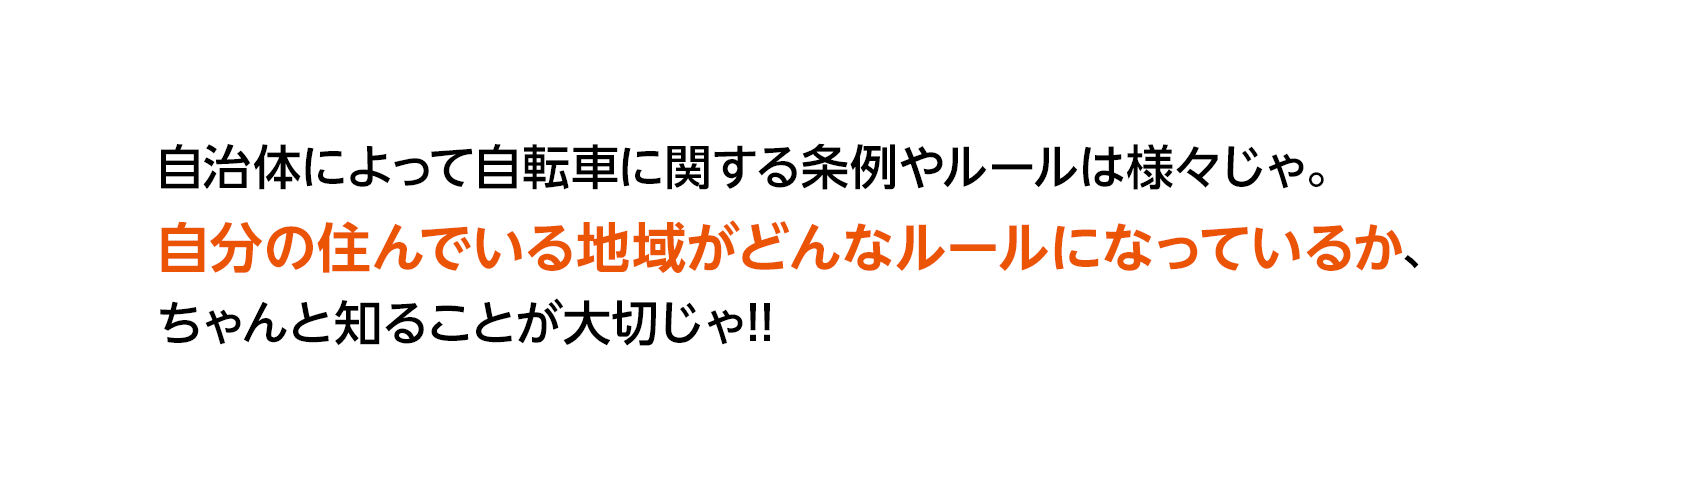 自治体によって自転車に関する条例やルールは様々じゃ。
自分の住んでいる地域がどんなルールになっているか、
ちゃんと知ることが大切じゃ!!